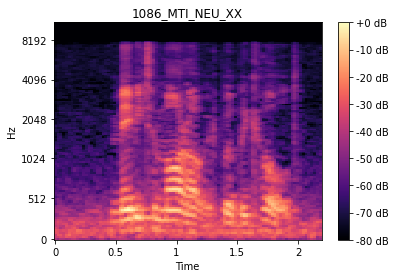 1086_MTI_NEU_XX
+0 dB
8192
-10 dB
4096
-20 dB
-30 dB
2048
Hz
-40 dB
1024
-50 dB
512
-60 dB
-70 dB
0
-80 dB
0 0.5 1 1.5 2
Time